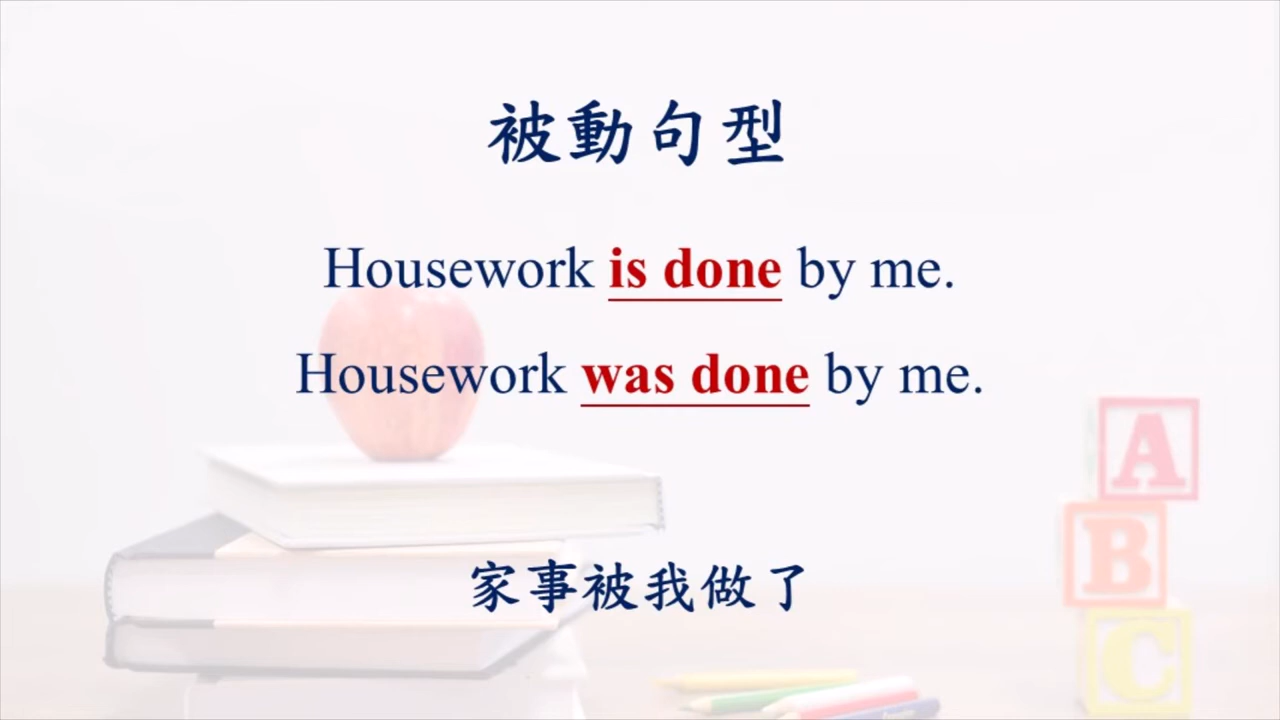 被動句型
Housework is done by me.
Housework was done by me.
家事被我做了
A
B
C